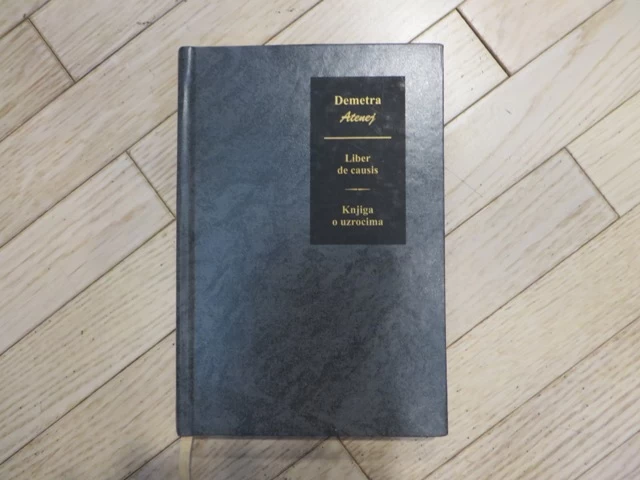 Demetra
Atenej
Liber
de causis
Knjiga
o uzrocima